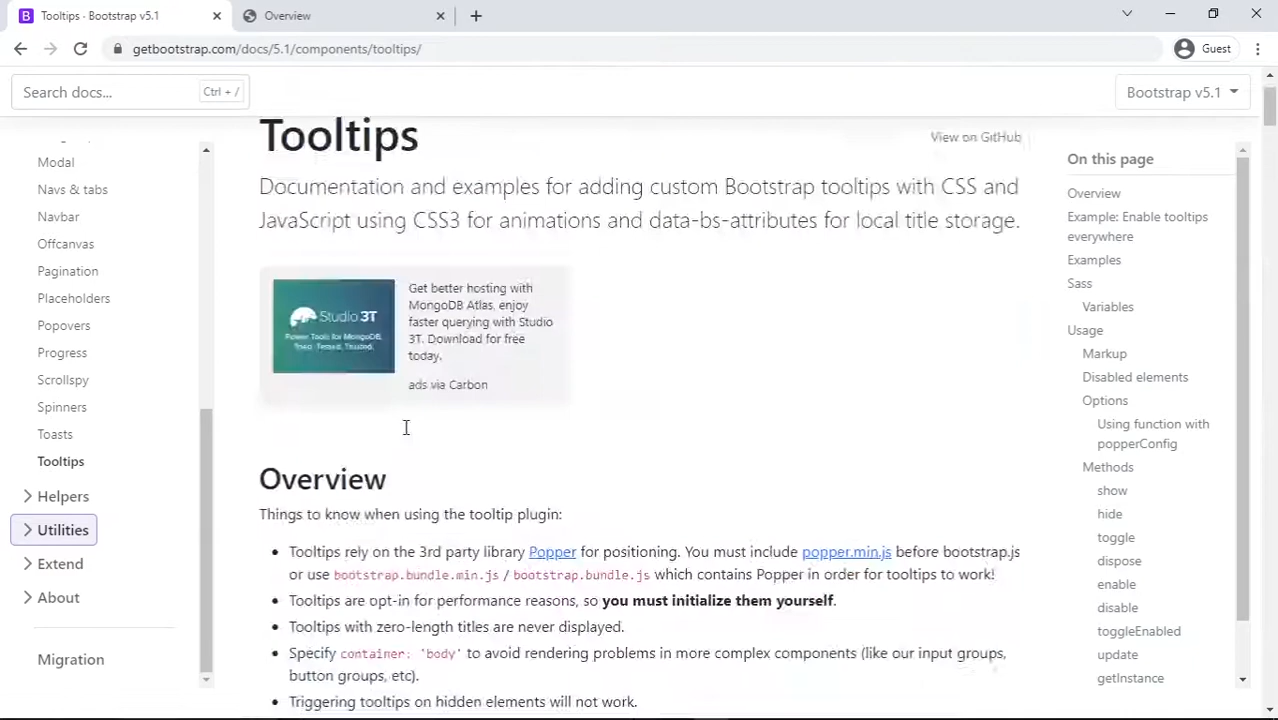 Tooltips · Bootstrap v5.1
Overview
getbootstrap.com/docs/5.1/components/tooltips/
Guest
Search docs...
Ctrl + /
Bootstrap v5.1
Modal
Navs & tabs
Navbar
Offcanvas
Pagination
Placeholders
Popovers
Progress
Scrollspy
Spinners
Toasts
Tooltips
Helpers
Utilities
Extend
About
Migration
Tooltips
View on GitHub
Documentation and examples for adding custom Bootstrap tooltips with CSS and
JavaScript using CSS3 for animations and data-bs-attributes for local title storage.
Studio 3T
Power Tools for MongoDB.
Tried. Tested. Trusted.
Get better hosting with
MongoDB Atlas, enjoy
faster querying with Studio
3T. Download for free
today.
ads via Carbon
Overview
Things to know when using the tooltip plugin:
• Tooltips rely on the 3rd party library Popper for positioning. You must include popper.min.js before bootstrap.js
or use bootstrap.bundle.min.js / bootstrap.bundle.js which contains Popper in order for tooltips to work!
• Tooltips are opt-in for performance reasons, so you must initialize them yourself.
• Tooltips with zero-length titles are never displayed.
• Specify container: 'body' to avoid rendering problems in more complex components (like our input groups,
button groups, etc).
• Triggering tooltips on hidden elements will not work.
On this page
Overview
Example: Enable tooltips
everywhere
Examples
Sass
Variables
Usage
Markup
Disabled elements
Options
Using function with
popperConfig
Methods
show
hide
toggle
dispose
enable
disable
toggleEnabled
update
getInstance